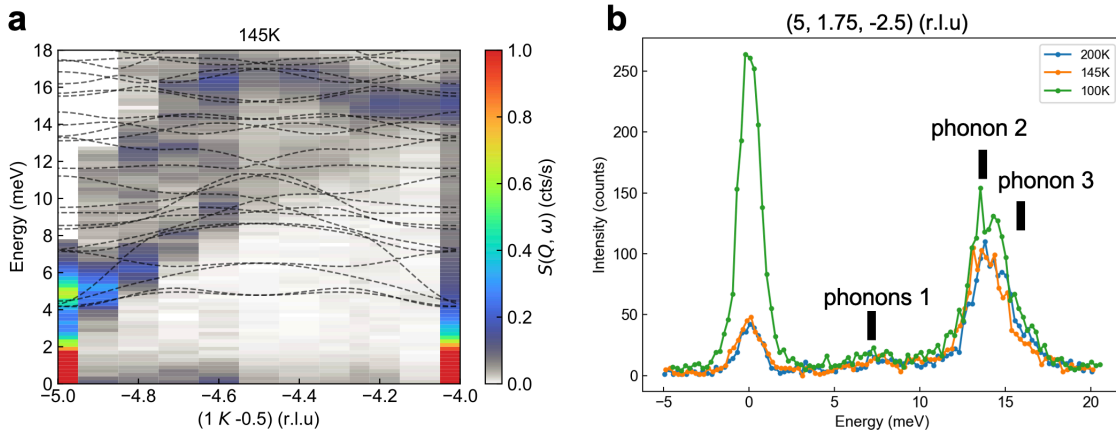 a
145K
18
16
14
12
10
8
6
4
2
0
Energy (meV)
−5.0
−4.8
−4.6
−4.4
−4.2
−4.0
(1 K -0.5) (r.l.u)
1.0
0.8
0.6
0.4
0.2
0.0
S(Q, ω) (cts/s)
b
(5, 1.75, -2.5) (r.l.u)
200K
145K
100K
phonon 2
phonon 3
phonons 1
250
200
150
100
50
0
Intensity (counts)
−5
0
5
10
15
20
Energy (meV)